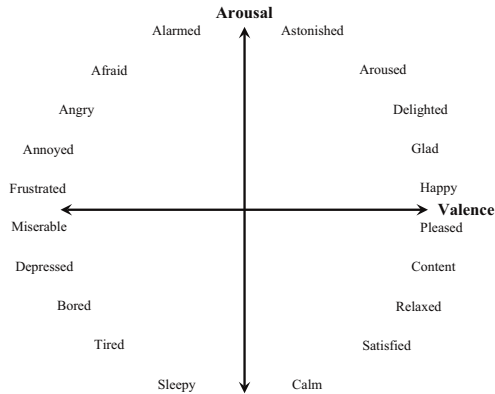 Arousal
Alarmed Astonished
Afraid Aroused
Angry Delighted
Annoyed Glad
Frustrated Happy
Valence
Miserable Pleased
Depressed Content
Bored Relaxed
Tired Satisfied
Sleepy Calm